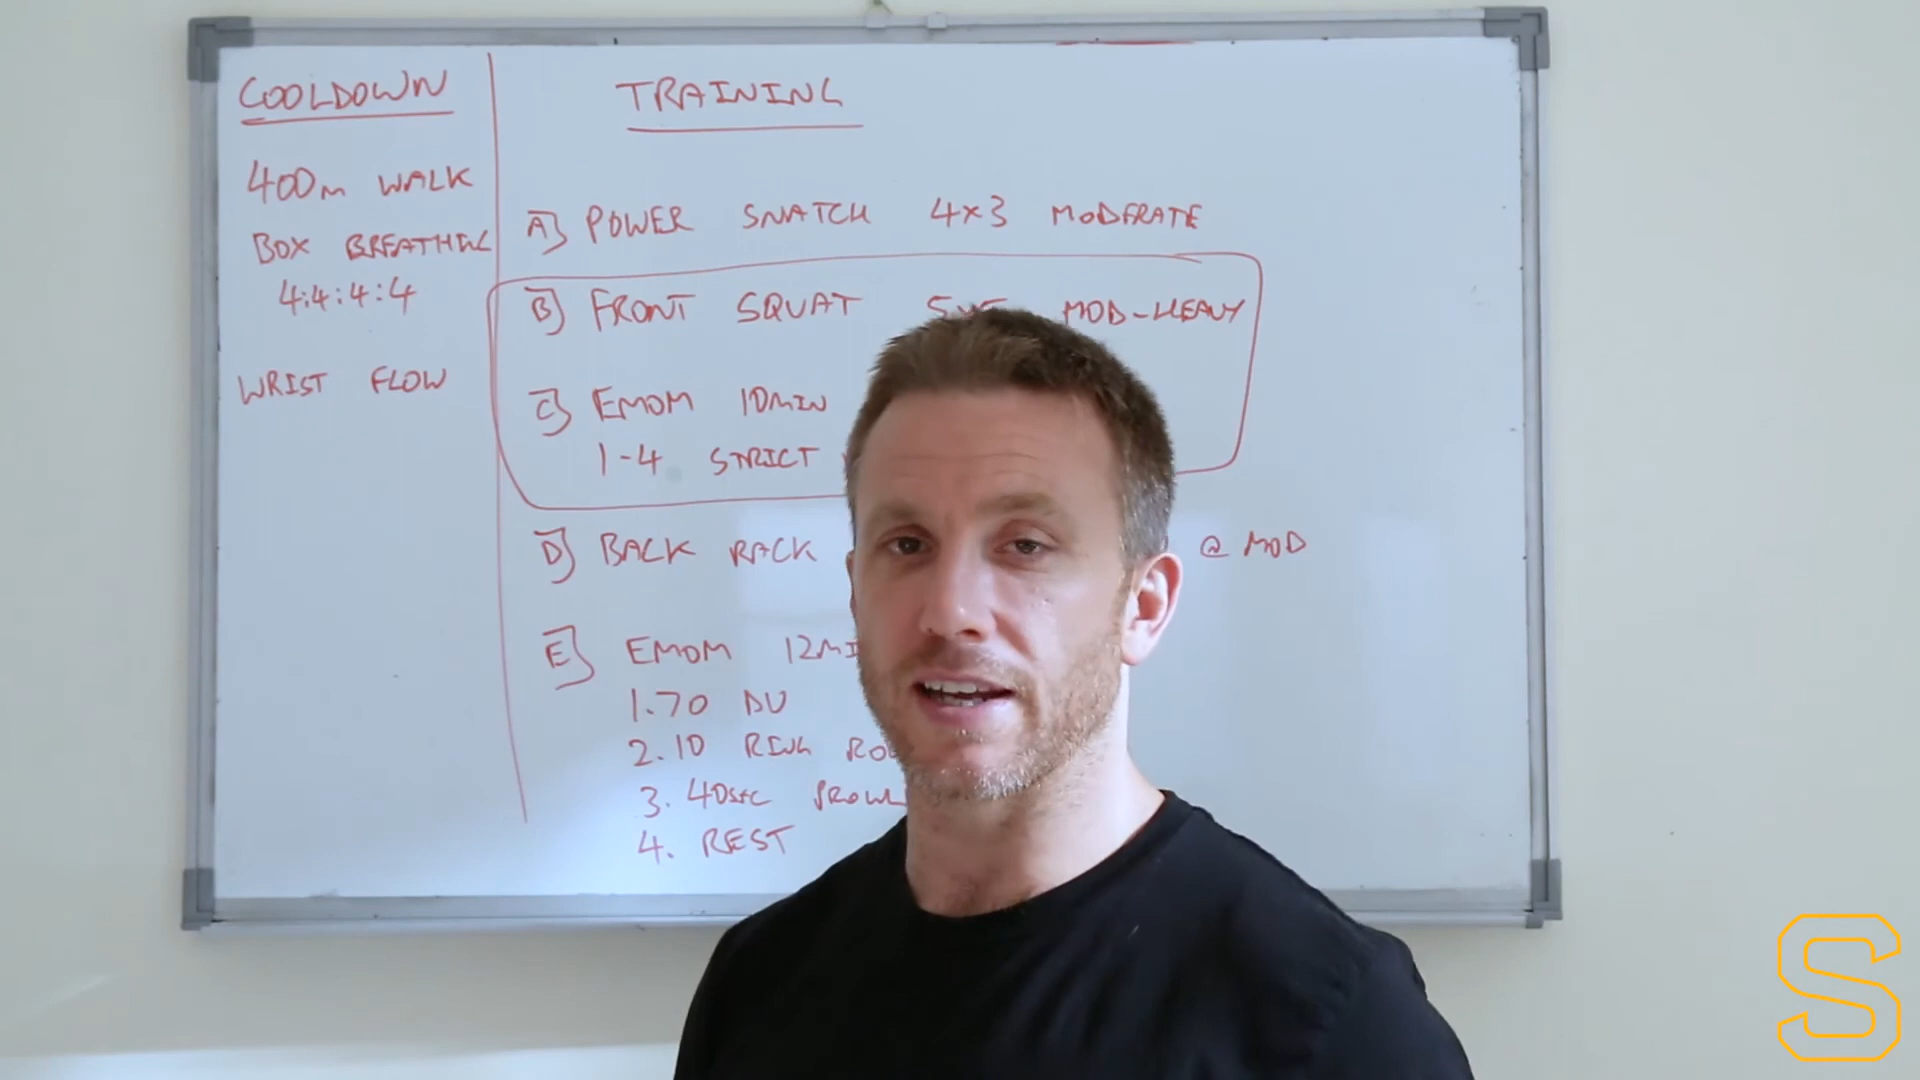 COOLDOWN
400m WALK
BOX BREATHING
4:4:4:4
WRIST FLOW
TRAINING
A) POWER SNATCH 4x3 MODERATE
B) FRONT SQUAT MOD-HEAVY
C) EMOM 10MIN
1-4 STRICT
D) BACK RACK @ MOD
E) EMOM 12MI
1. 70 DU
2. 10 RING RO
3. 40SEC PROWL
4. REST
S